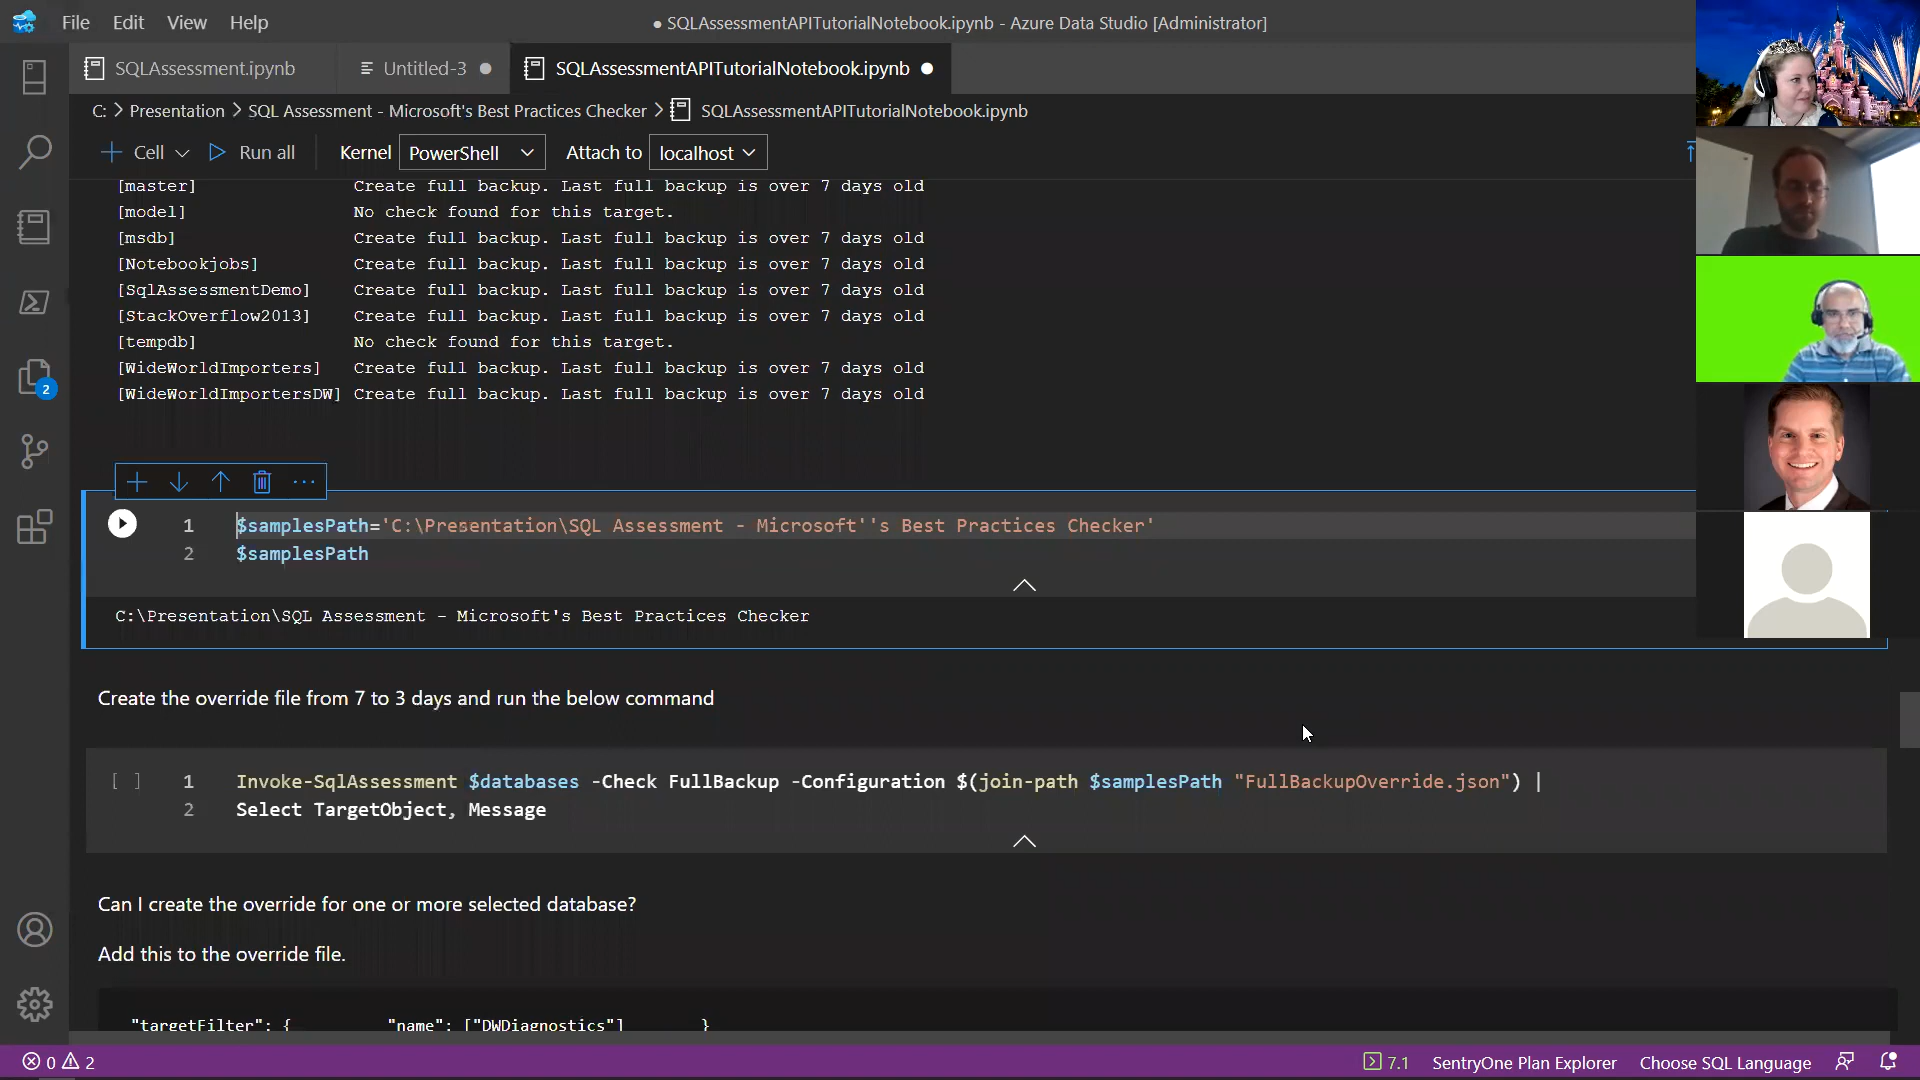 File Edit View Help
● SQLAssessmentAPITutorialNotebook.ipynb - Azure Data Studio [Administrator]
SQLAssessment.ipynb
Untitled-3
SQLAssessmentAPITutorialNotebook.ipynb
C: > Presentation > SQL Assessment - Microsoft's Best Practices Checker > SQLAssessmentAPITutorialNotebook.ipynb
Cell Run all Kernel PowerShell Attach to localhost
[master] Create full backup. Last full backup is over 7 days old
[model] No check found for this target.
[msdb] Create full backup. Last full backup is over 7 days old
[Notebookjobs] Create full backup. Last full backup is over 7 days old
[SqlAssessmentDemo] Create full backup. Last full backup is over 7 days old
[StackOverflow2013] Create full backup. Last full backup is over 7 days old
[tempdb] No check found for this target.
[WideWorldImporters] Create full backup. Last full backup is over 7 days old
[WideWorldImportersDW] Create full backup. Last full backup is over 7 days old
2
1 $samplesPath='C:\Presentation\SQL Assessment - Microsoft''s Best Practices Checker'
2 $samplesPath
C:\Presentation\SQL Assessment - Microsoft's Best Practices Checker
Create the override file from 7 to 3 days and run the below command
[ ] 1 Invoke-SqlAssessment $databases -Check FullBackup -Configuration $(join-path $samplesPath "FullBackupOverride.json") |
2 Select TargetObject, Message
Can I create the override for one or more selected database?
Add this to the override file.
"targetFilter": { "name": ["DWDiagnostics"] }
0 2
7.1 SentryOne Plan Explorer Choose SQL Language